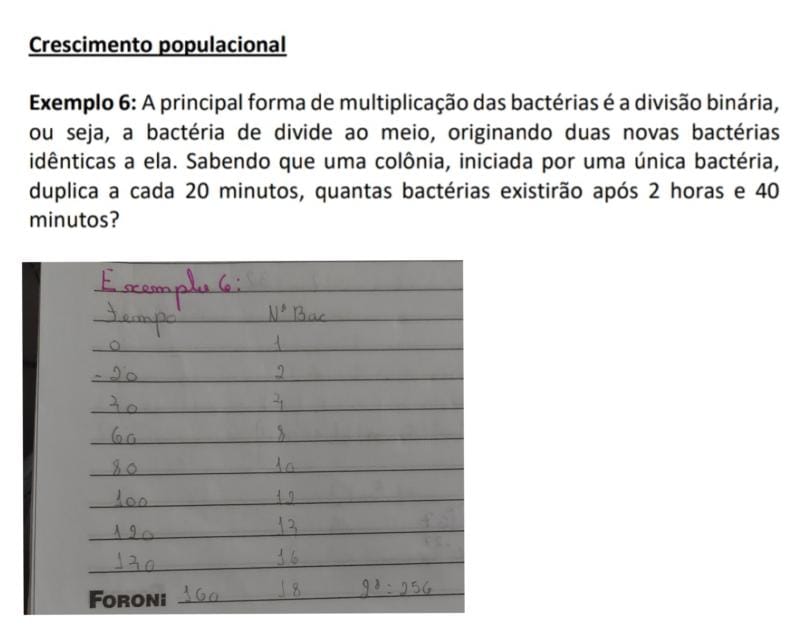 Crescimento populacional
Exemplo 6: A principal forma de multiplicação das bactérias é a divisão binária,
ou seja, a bactéria de divide ao meio, originando duas novas bactérias
idênticas a ela. Sabendo que uma colônia, iniciada por uma única bactéria,
duplica a cada 20 minutos, quantas bactérias existirão após 2 horas e 40
minutos?
Exemplo 6:
Tempo Nº Bac
0 1
- 20 2
40 4
60 8
80 10
100 12
120 14
140 16
FORONI 160 18 2⁸ = 256